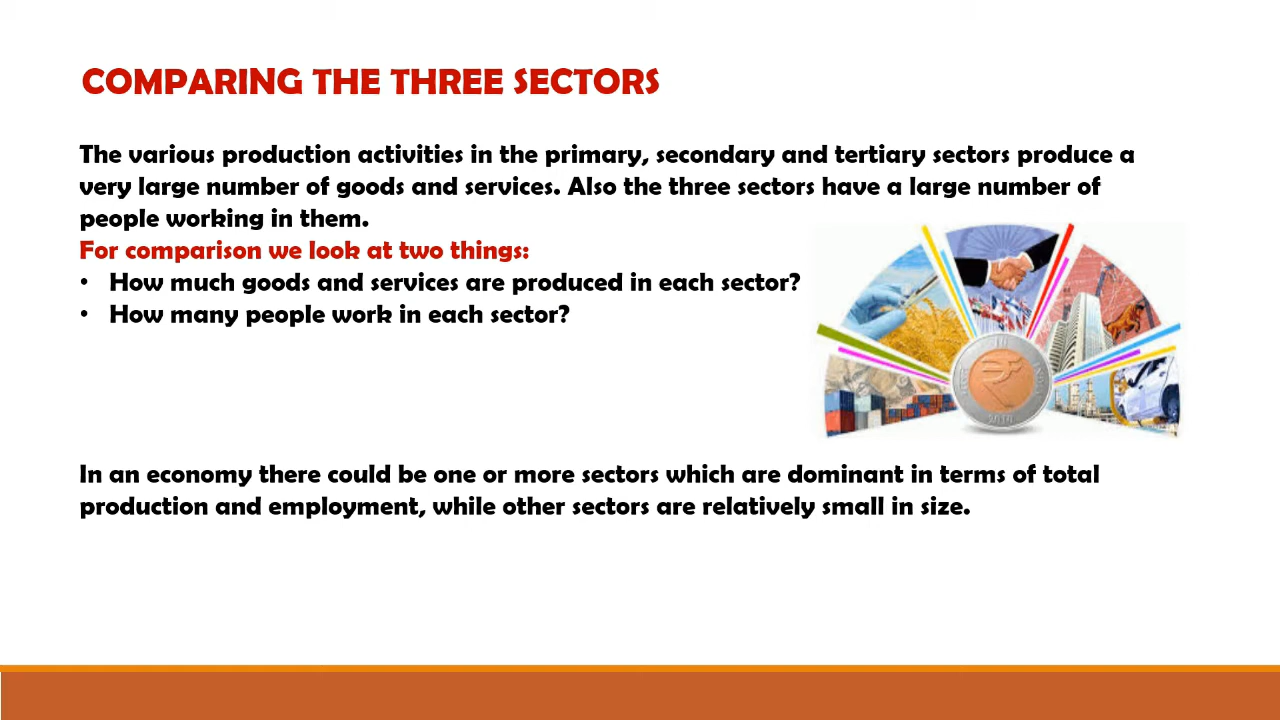 COMPARING THE THREE SECTORS
The various production activities in the primary, secondary and tertiary sectors produce a
very large number of goods and services. Also the three sectors have a large number of
people working in them.
For comparison we look at two things:
• How much goods and services are produced in each sector?
• How many people work in each sector?
In an economy there could be one or more sectors which are dominant in terms of total
production and employment, while other sectors are relatively small in size.